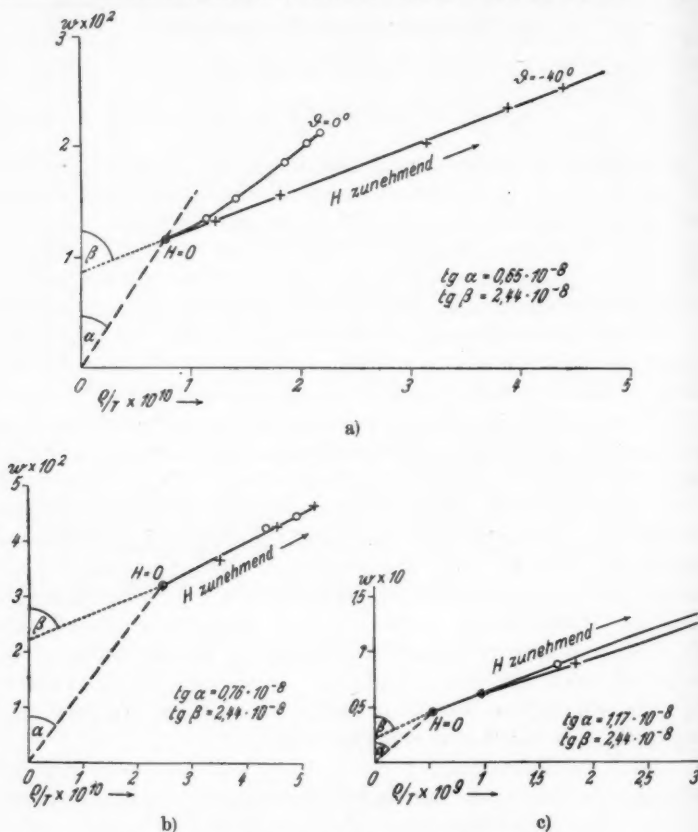 w×10²
3
ϑ=-40°
ϑ=0°
2
H zunehmend
β
H=0
1
tg α = 0,65·10⁻⁸
tg β = 2,44·10⁻⁸
α
0 1 2 3 4 5
ϱ/T × 10¹⁰
a)
w×10²
5
4
H=0
H zunehmend
3
β
2
tg α = 0,76·10⁻⁸
tg β = 2,44·10⁻⁸
1
α
0 1 2 3 4 5
ϱ/T × 10¹⁰
b)
w×10
1,5
H zunehmend
1
0,5
β
H=0
tg α = 1,17·10⁻⁸
tg β = 2,44·10⁻⁸
0 1 1,5 2 2,5 3
ϱ/T × 10⁹
c)